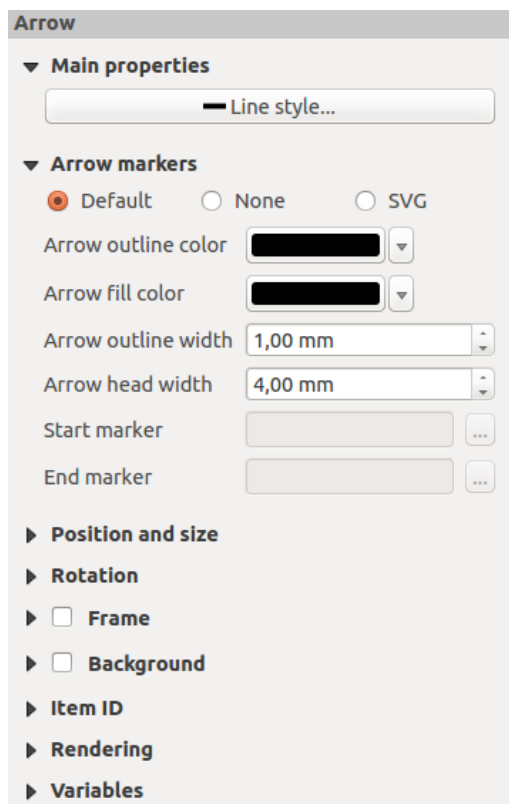 Arrow
Main properties
Line style...
Arrow markers
Default None SVG
Arrow outline color
Arrow fill color
Arrow outline width 1,00 mm
Arrow head width 4,00 mm
Start marker ...
End marker ...
Position and size
Rotation
Frame
Background
Item ID
Rendering
Variables